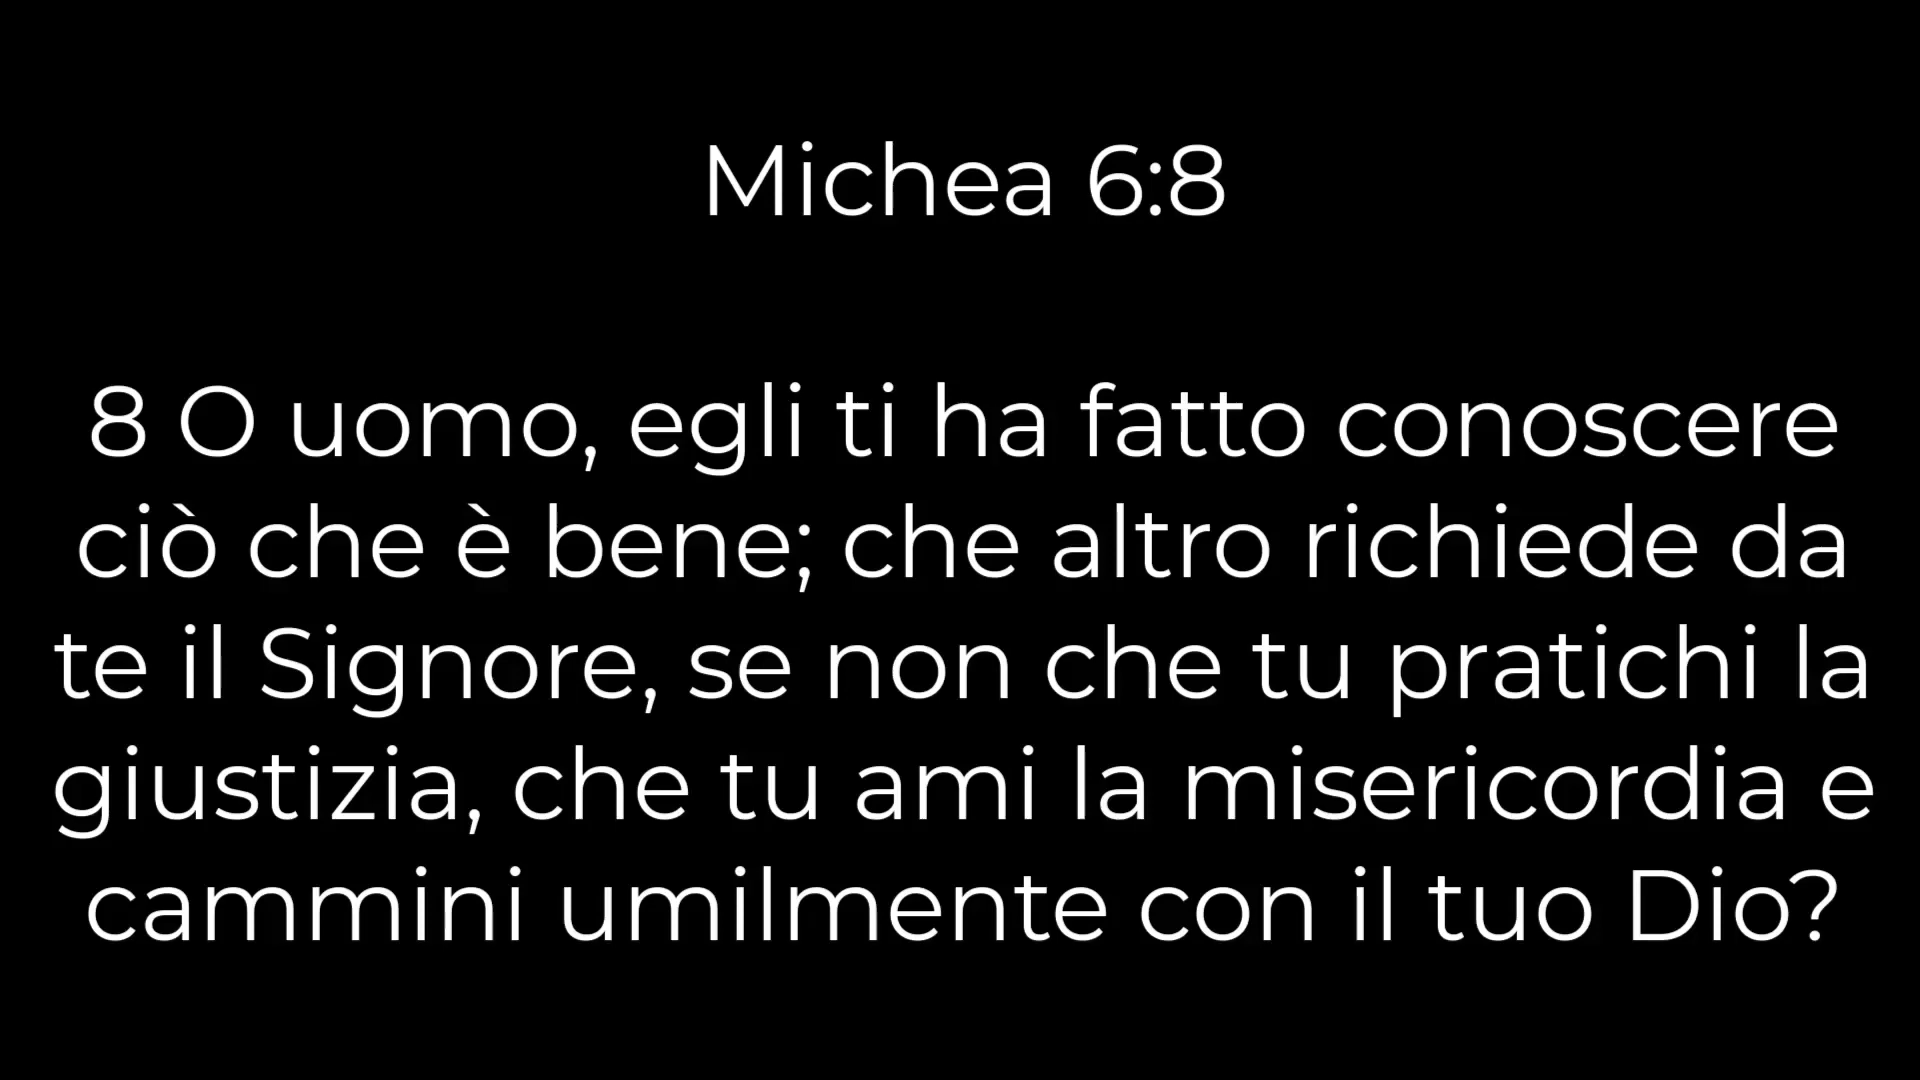 Michea 6:8
8 O uomo, egli ti ha fatto conoscere
ciò che è bene; che altro richiede da
te il Signore, se non che tu pratichi la
giustizia, che tu ami la misericordia e
cammini umilmente con il tuo Dio?